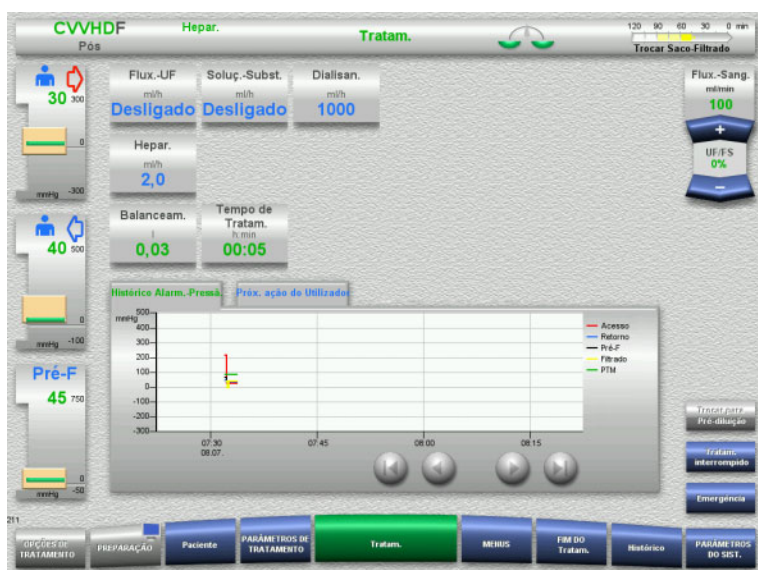 CVVHDF
Pós
Hepar.
Tratam.
120 90 60 30 0 min
Trocar Saco-Filtrado
30
300
0
mmHg -300
40
500
0
mmHg -100
Pré-F
45
750
0
mmHg -50
Flux.-UF
ml/h
Desligado
Soluç.-Subst.
ml/h
Desligado
Dialisan.
ml/h
1000
Hepar.
ml/h
2,0
Balanceam.
l
0,03
Tempo de
Tratam.
h:min
00:05
Flux.-Sang.
ml/min
100
+
UF/FS
0%
−
Histórico Alarm.-Pressã.
Próx. ação do Utilizador
mmHg
500
400
300
200
100
0
-100
-200
-300
07:30
08.07.
07:45
08:00
08:15
Acesso
Retorno
Pré-F
Filtrado
PTM
Trocar para
Pré-diluição
Tratam.
interrompido
Emergência
211
OPÇÕES DE
TRATAMENTO
PREPARAÇÃO
Paciente
PARÂMETROS DE
TRATAMENTO
Tratam.
MENUS
FIM DO
Tratam.
Histórico
PARÂMETROS
DO SIST.